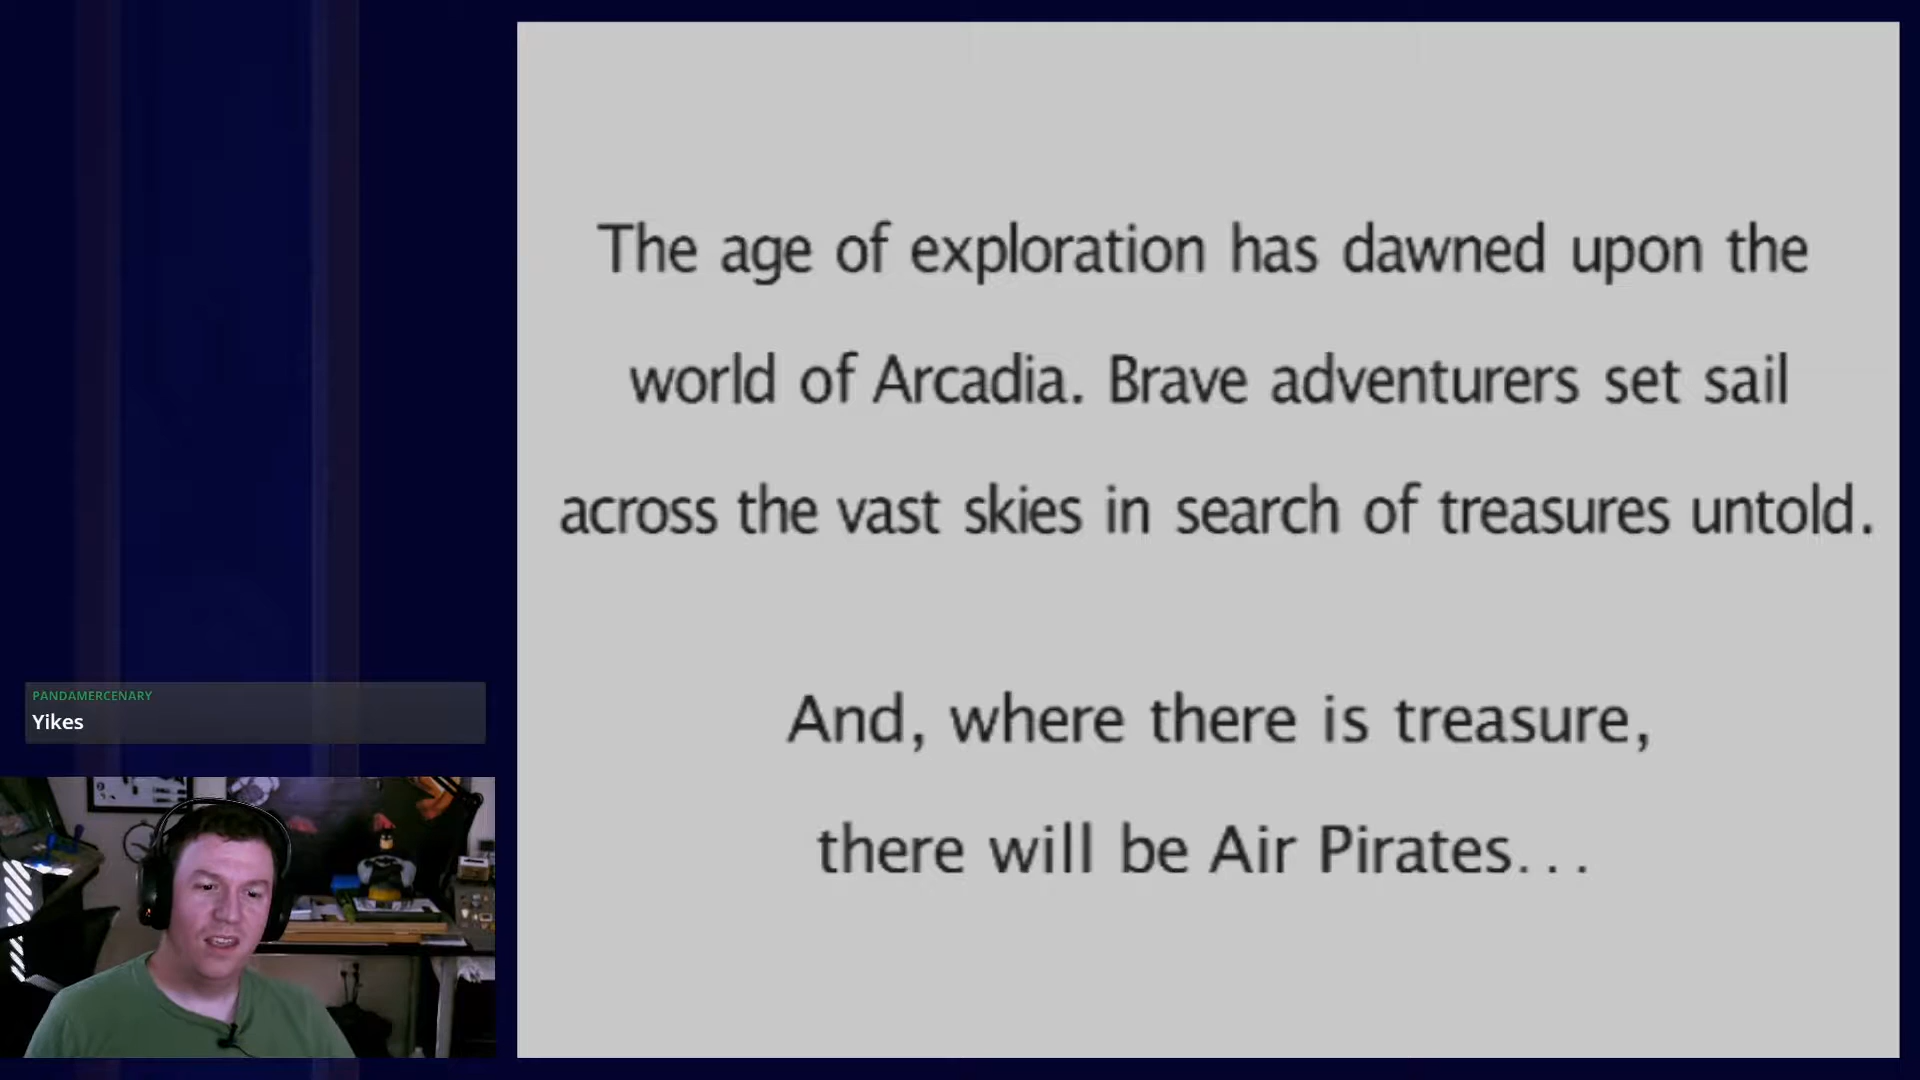 The age of exploration has dawned upon the
world of Arcadia. Brave adventurers set sail
across the vast skies in search of treasures untold.
And, where there is treasure,
there will be Air Pirates...
PANDAMERCENARY
Yikes